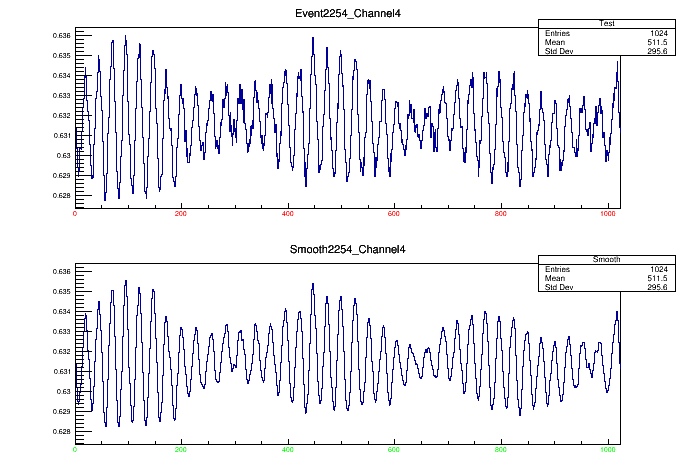 Event2254_Channel4
Test
Entries 1024
Mean 511.5
Std Dev 295.6
0.636
0.635
0.634
0.633
0.632
0.631
0.63
0.629
0.628
0 200 400 600 800 1000
Smooth2254_Channel4
Smooth
Entries 1024
Mean 511.5
Std Dev 295.6
0.636
0.635
0.634
0.633
0.632
0.631
0.63
0.629
0.628
0 200 400 600 800 1000